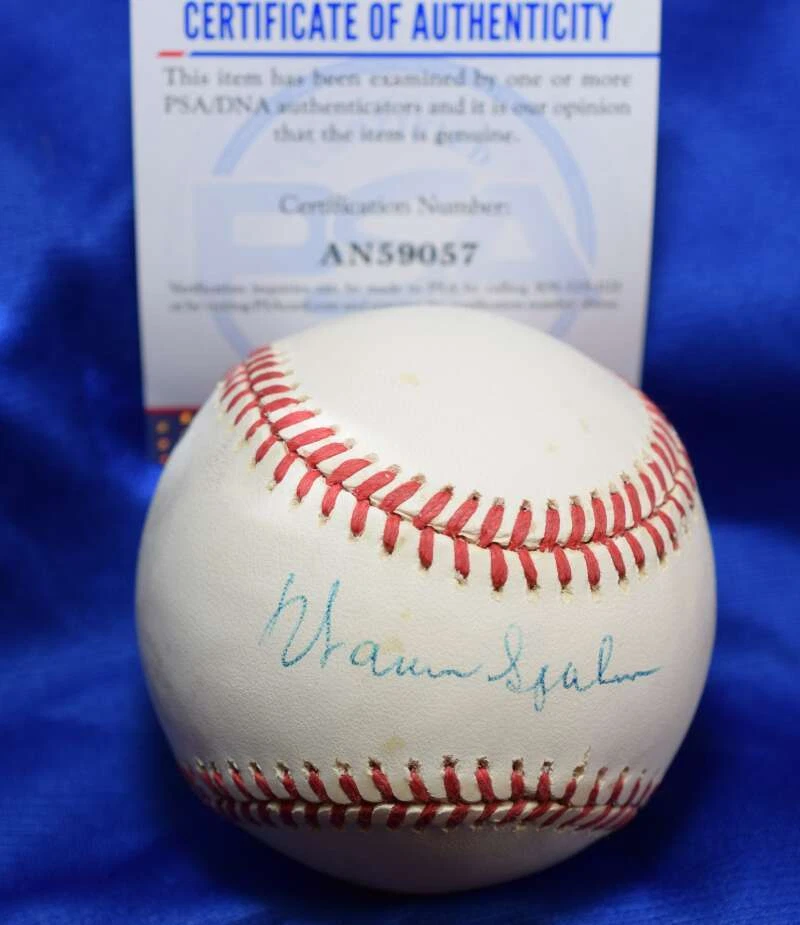 CERTIFICATE OF AUTHENTICITY
This item has been examined by one or more
PSA/DNA authenticators and it is our opinion
that the item is genuine.
PSA
Certification Number:
AN59057
Warren Spahn